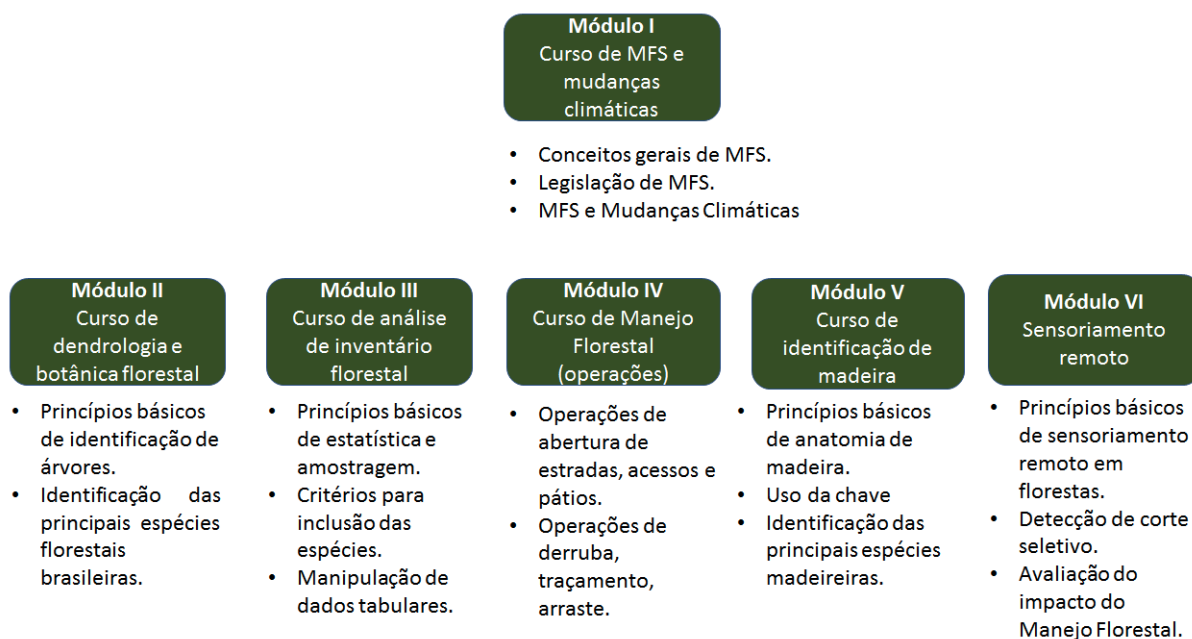 Módulo I
Curso de MFS e
mudanças
climáticas
• Conceitos gerais de MFS.
• Legislação de MFS.
• MFS e Mudanças Climáticas
Módulo II
Curso de
dendrologia e
botânica florestal
• Princípios básicos
de identificação de
árvores.
• Identificação das
principais espécies
florestais
brasileiras.
Módulo III
Curso de análise
de inventário
florestal
• Princípios básicos
de estatística e
amostragem.
• Critérios para
inclusão das
espécies.
• Manipulação de
dados tabulares.
Módulo IV
Curso de Manejo
Florestal
(operações)
• Operações de
abertura de
estradas, acessos e
pátios.
• Operações de
derruba,
traçamento,
arraste.
Módulo V
Curso de
identificação de
madeira
• Princípios básicos
de anatomia de
madeira.
• Uso da chave
• Identificação das
principais espécies
madeireiras.
Módulo VI
Sensoriamento
remoto
• Princípios básicos
de sensoriamento
remoto em
florestas.
• Detecção de corte
seletivo.
• Avaliação do
impacto do
Manejo Florestal.